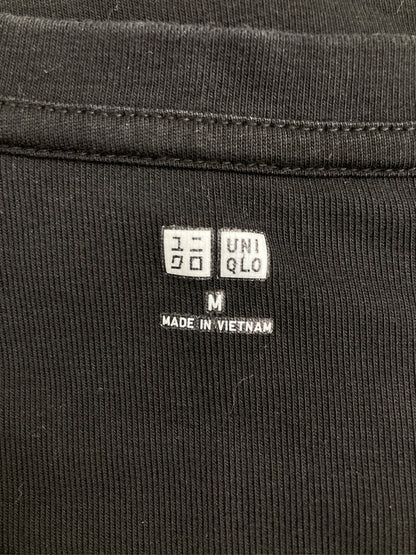 ユニ UNI
クロ QLO
M
MADE IN VIETNAM